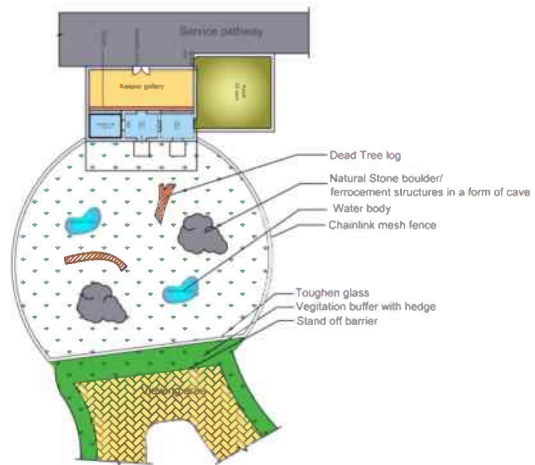 Service pathway
Keeper gallery
Dead Tree log
Natural Stone boulder/
ferrocement structures in a form of cave
Water body
Chainlink mesh fence
Toughen glass
Vegitation buffer with hedge
Stand off barrier